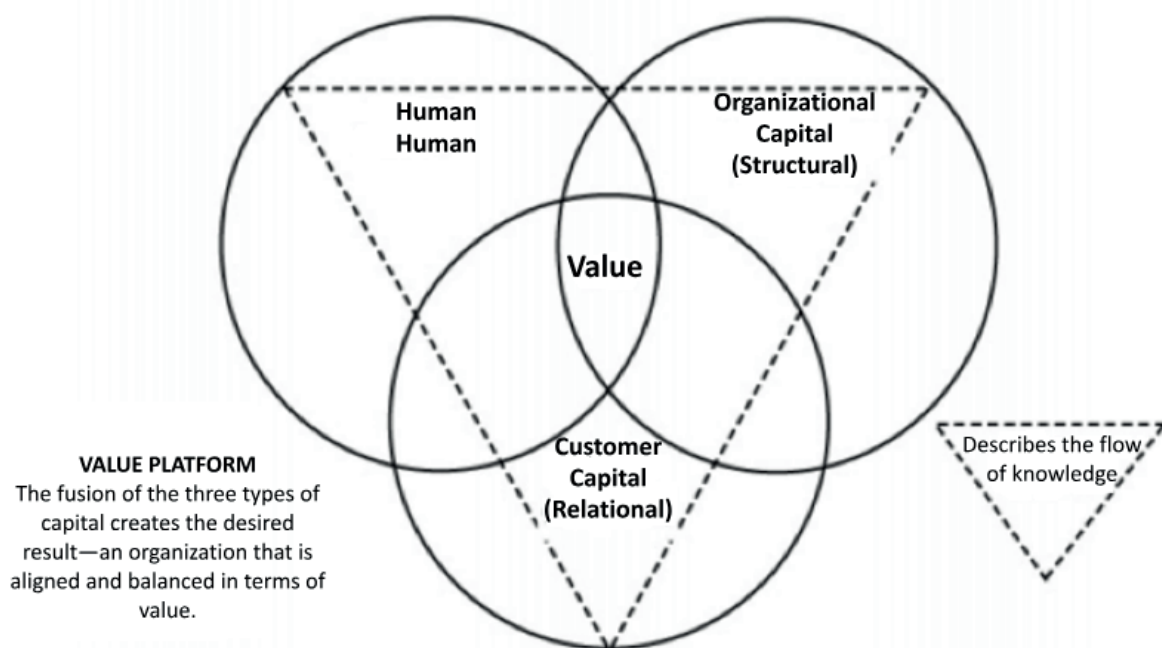 Human
Human
Organizational
Capital
(Structural)
Value
Customer
Capital
(Relational)
VALUE PLATFORM
The fusion of the three types of
capital creates the desired
result—an organization that is
aligned and balanced in terms of
value.
Describes the flow
of knowledge